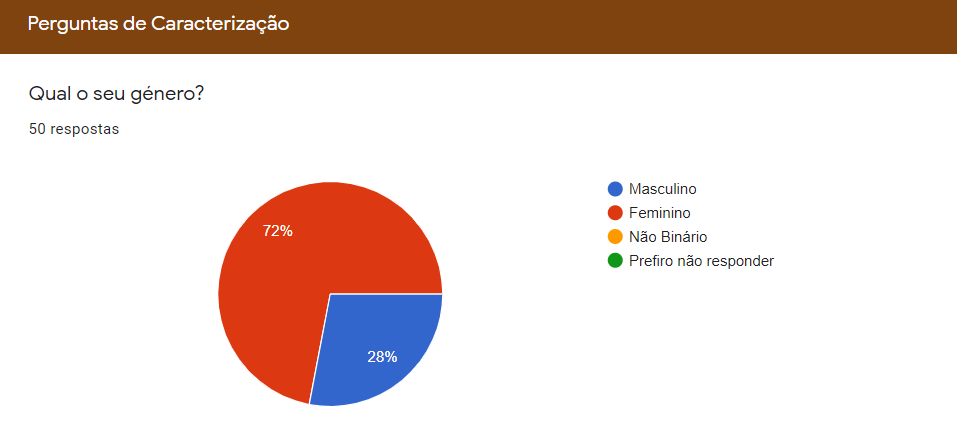 Perguntas de Caracterização
Qual o seu género?
50 respostas
72%
28%
Masculino
Feminino
Não Binário
Prefiro não responder